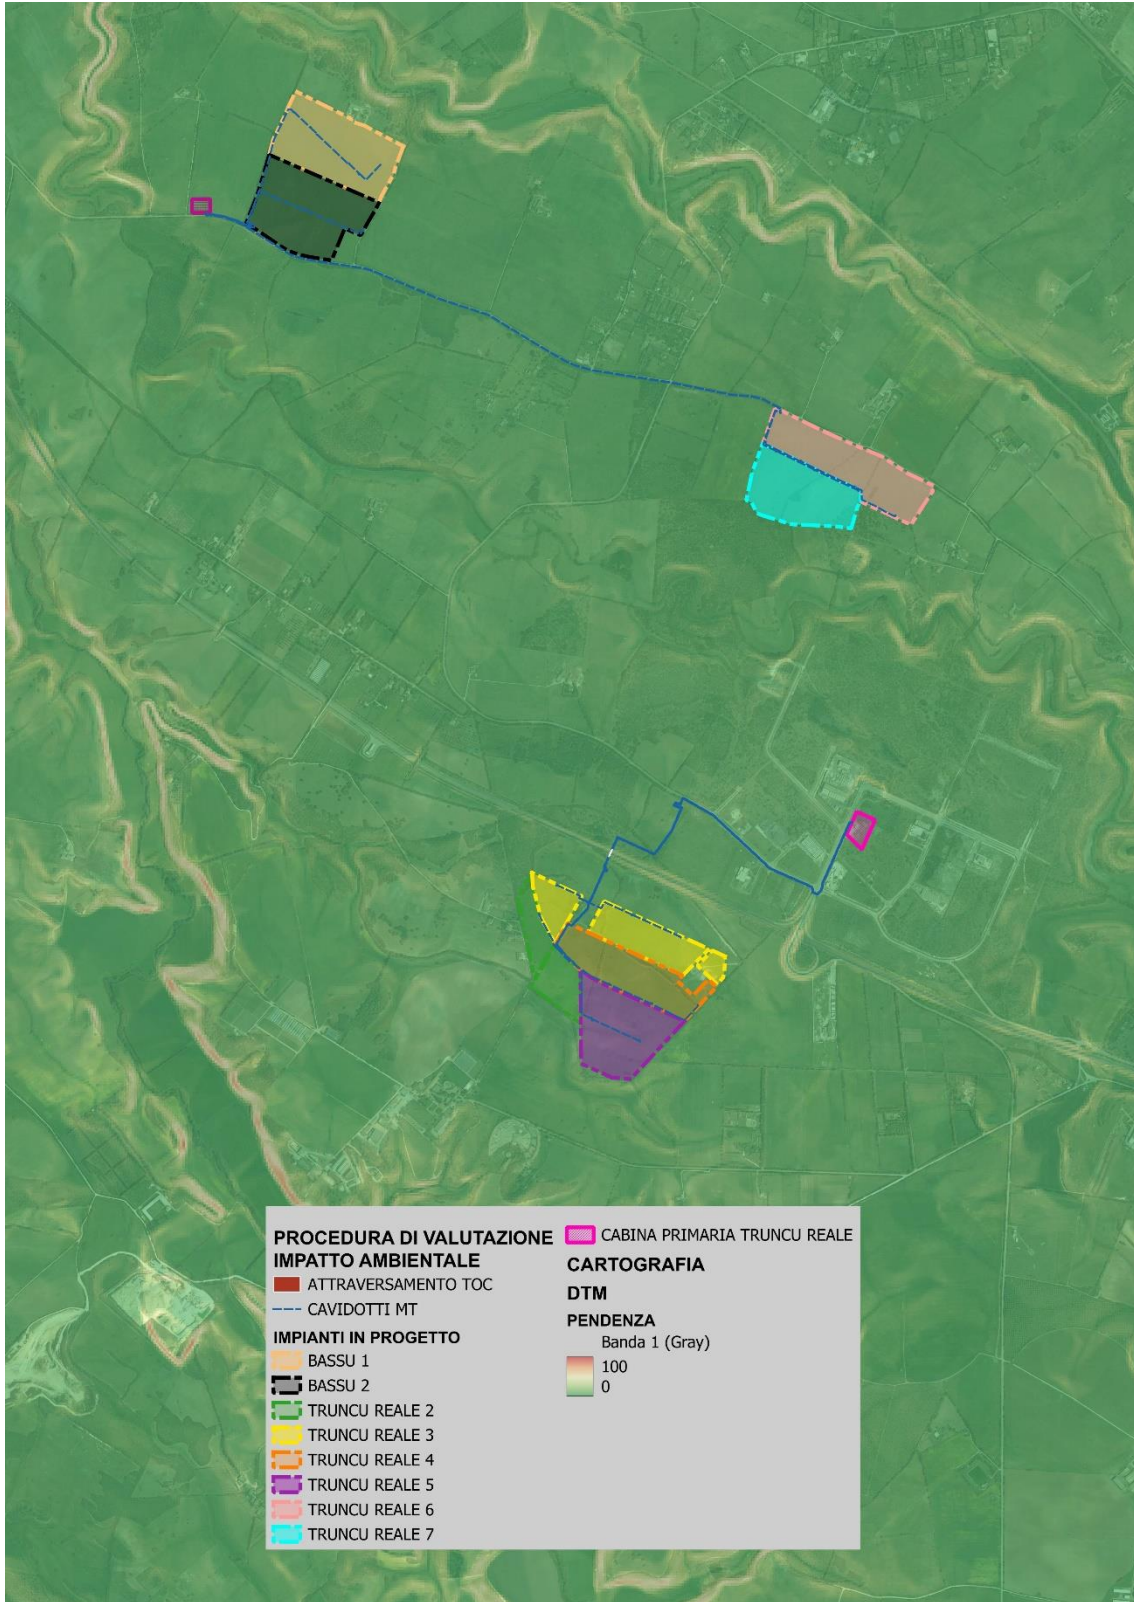 PROCEDURA DI VALUTAZIONE
IMPATTO AMBIENTALE
ATTRAVERSAMENTO TOC
CAVIDOTTI MT
IMPIANTI IN PROGETTO
BASSU 1
BASSU 2
TRUNCU REALE 2
TRUNCU REALE 3
TRUNCU REALE 4
TRUNCU REALE 5
TRUNCU REALE 6
TRUNCU REALE 7
CABINA PRIMARIA TRUNCU REALE
CARTOGRAFIA
DTM
PENDENZA
Banda 1 (Gray)
100
0